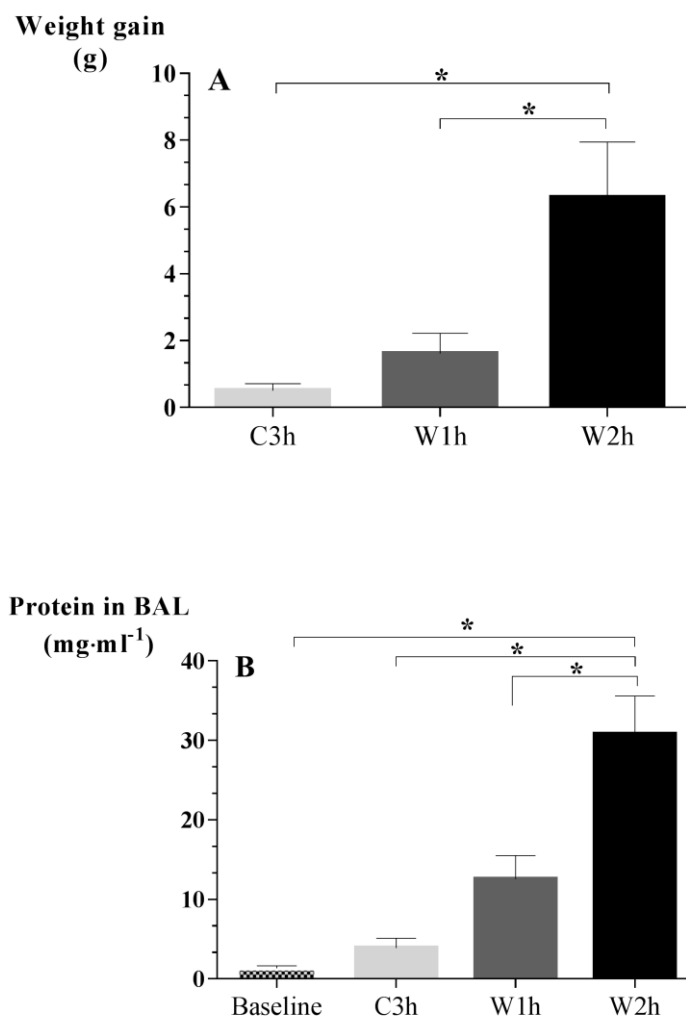 Weight gain
(g)
A
10
8
6
4
2
0
*
*
C3h W1h W2h
Protein in BAL
(mg·ml⁻¹)
B
40
30
20
10
0
*
*
*
Baseline C3h W1h W2h